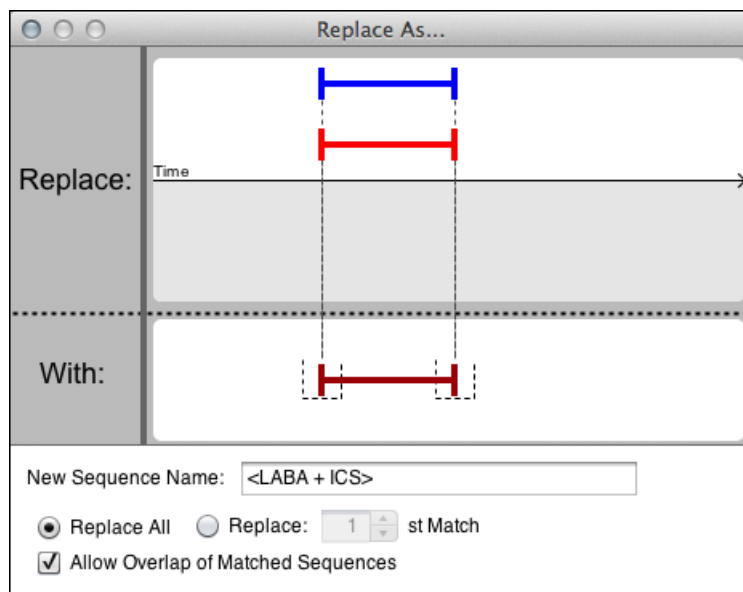 Replace As...
Replace:
Time
With:
New Sequence Name: <LABA + ICS>
Replace All Replace: 1 st Match
Allow Overlap of Matched Sequences